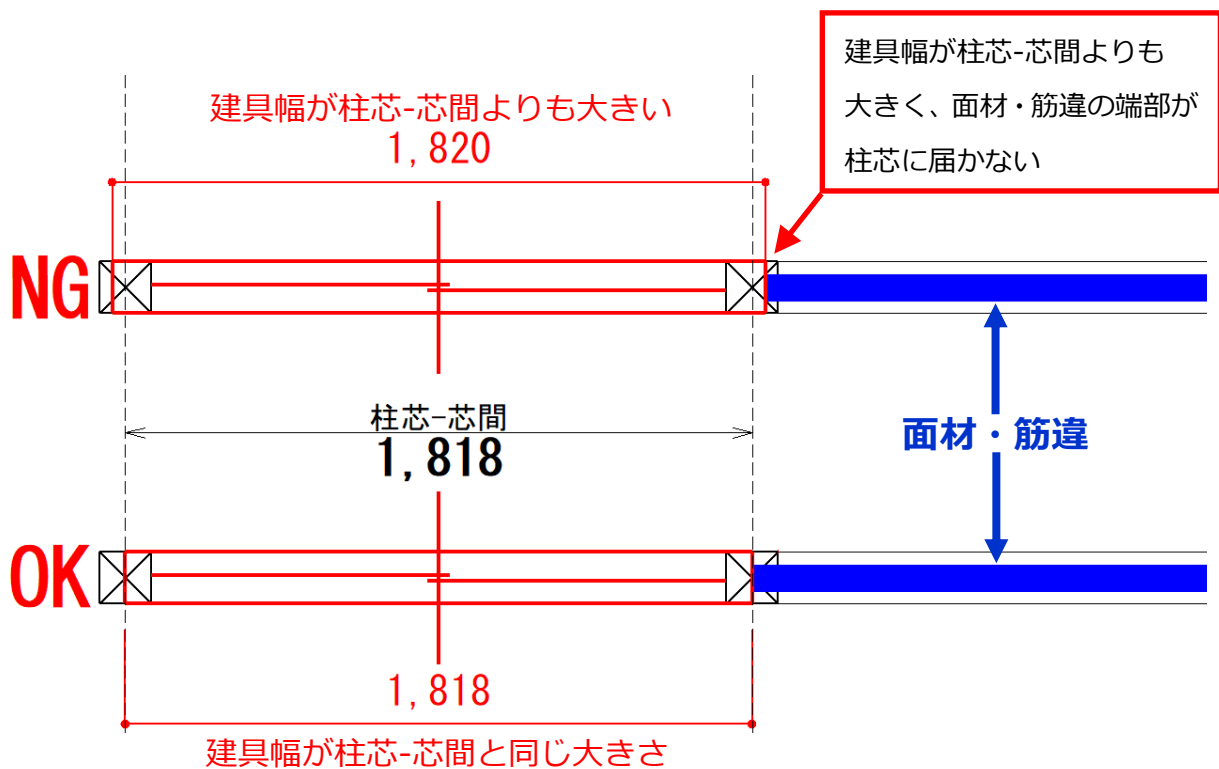 建具幅が柱芯-芯間よりも
大きく、面材・筋違の端部が
柱芯に届かない
建具幅が柱芯-芯間よりも大きい
1,820
NG
柱芯-芯間
1,818
面材・筋違
OK
1,818
建具幅が柱芯-芯間と同じ大きさ